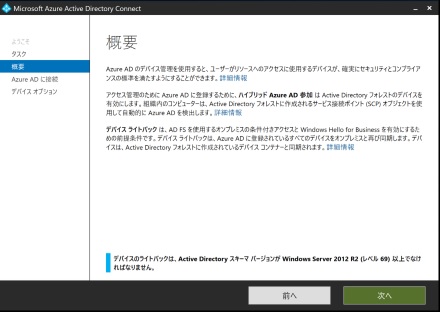 Microsoft Azure Active Directory Connect
ようこそ
タスク
概要
Azure AD に接続
デバイス オプション
概要
Azure AD のデバイス管理を使用すると、ユーザーがリソースへのアクセスに使用するデバイスが、確実にセキュリティとコンプライア
ンスの標準を満たすようにすることができます。詳細情報
アクセス管理のために Azure AD に登録するために、ハイブリッド Azure AD 参加 は Active Directory フォレストのデバイスを
有効にします。組織内のコンピューターは、Active Directory フォレストに作成されるサービス接続ポイント (SCP) オブジェクトを使
用して自動的に Azure AD を検出します。詳細情報
デバイス ライトバック は、AD FS を使用するオンプレミスの条件付きアクセスと Windows Hello for Business を有効にするた
めの前提条件です。デバイス ライトバックは、Azure AD に登録されているすべてのデバイスをオンプレミスと再び同期します。デバ
イスは、Active Directory フォレストに作成されているデバイス コンテナーと同期されます。詳細情報
デバイスのライトバックは、Active Directory スキーマ バージョンが Windows Server 2012 R2 (レベル 69) 以上でなけ
ればなりません。
前へ
次へ